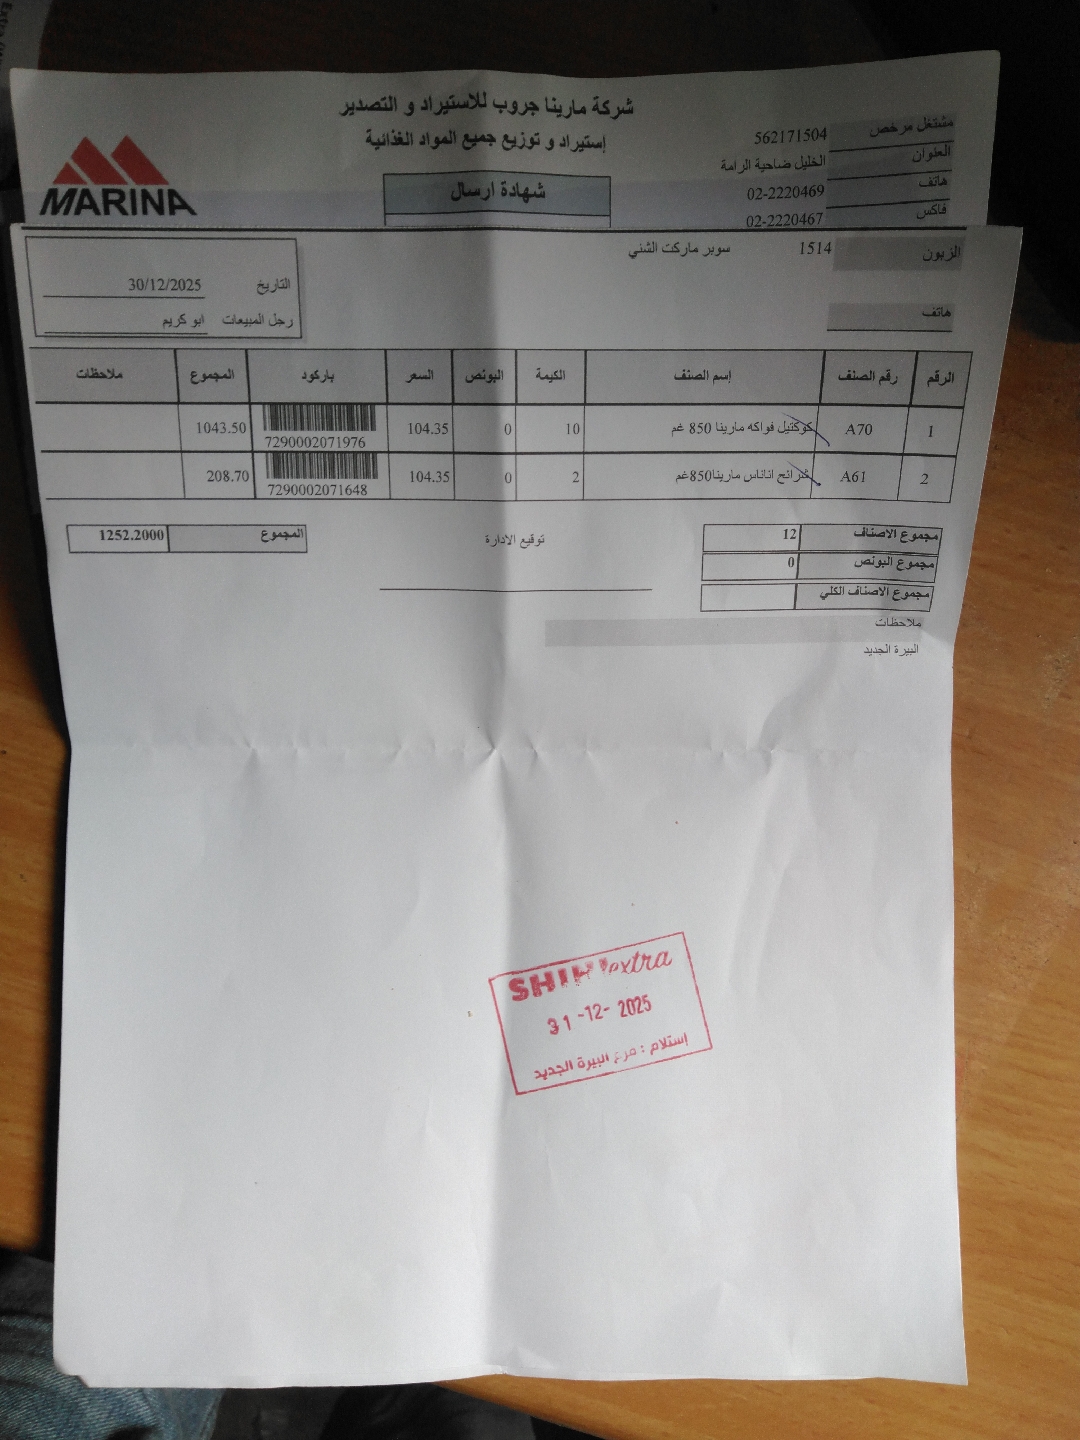 شركة مارينا جروب للاستيراد و التصدير
إستيراد و توزيع جميع المواد الغذائية
شهادة ارسال
MARINA
مشتغل مرخص 562171504
العنوان الخليل ضاحية الرامة
هاتف 02-2220469
فاكس 02-2220467
الزبون 1514 سوبر ماركت الشني
هاتف
التاريخ 30/12/2025
رجل المبيعات ابو كريم
الرقم رقم الصنف إسم الصنف الكيمة البونص السعر باركود المجموع ملاحظات
1 A70 كوكتيل فواكه مارينا 850 غم 10 0 104.35 7290002071976 1043.50
2 A61 شرائح اناناس مارينا850غم 2 0 104.35 7290002071648 208.70
مجموع الاصناف 12
مجموع البونص 0
مجموع الاصناف الكلي
توقيع الادارة
المجموع 1252.2000
ملاحظات
البيرة الجديد
extra
31-12-2025
إستلام : فرع البيرة الجديد